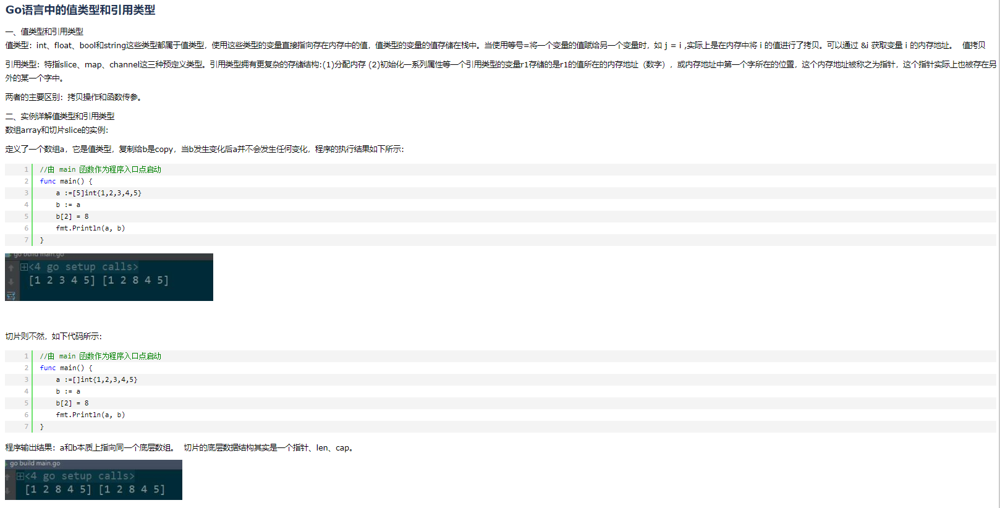 Go语言中的值类型和引用类型
一、值类型和引用类型
值类型：int、float、bool和string这些类型都属于值类型，使用这些类型的变量直接指向存在内存中的值，值类型的变量的值存储在栈中。当使用等号=将一个变量的值赋给另一个变量时，如 j = i ,实际上是在内存中将 i 的值进行了拷贝。可以通过 &i 获取变量 i 的内存地址。 值拷贝
引用类型：特指slice、map、channel这三种预定义类型。引用类型拥有更复杂的存储结构:(1)分配内存 (2)初始化一系列属性等一个引用类型的变量r1存储的是r1的值所在的内存地址（数字），或内存地址中第一个字所在的位置，这个内存地址被称之为指针，这个指针实际上也被存在另
外的某一个字中。
两者的主要区别：拷贝操作和函数传参。
二、实例详解值类型和引用类型
数组array和切片slice的实例：
定义了一个数组a，它是值类型，复制给b是copy，当b发生变化后a并不会发生任何变化，程序的执行结果如下所示：
1 //由 main 函数作为程序入口点启动
2 func main() {
3 a :=[5]int{1,2,3,4,5}
4 b := a
5 b[2] = 8
6 fmt.Println(a, b)
7 }
go build main.go
<4 go setup calls>
[1 2 3 4 5] [1 2 8 4 5]
切片则不然，如下代码所示：
1 //由 main 函数作为程序入口点启动
2 func main() {
3 a :=[]int{1,2,3,4,5}
4 b := a
5 b[2] = 8
6 fmt.Println(a, b)
7 }
程序输出结果：a和b本质上指向同一个底层数组。 切片的底层数据结构其实是一个指针、len、cap。
go build main.go
<4 go setup calls>
[1 2 8 4 5] [1 2 8 4 5]